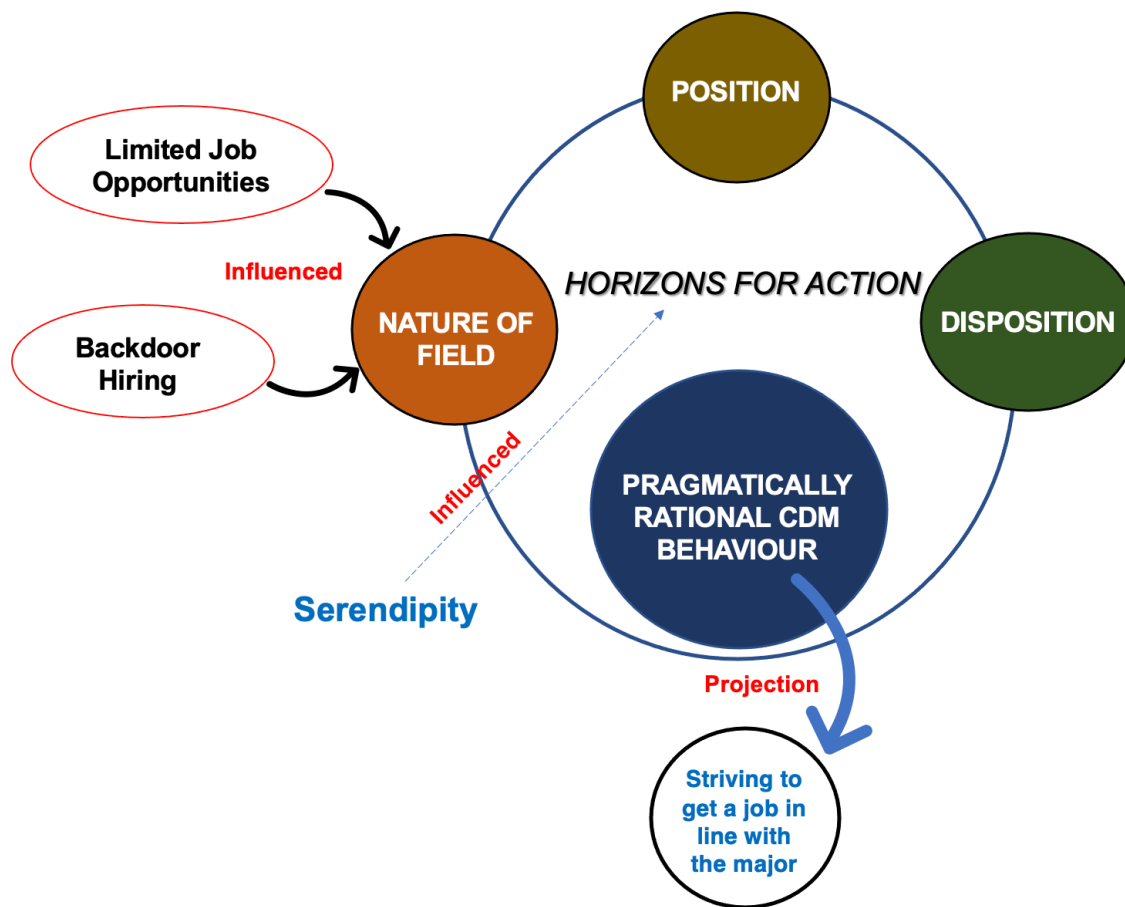 POSITION
Limited Job
Opportunities
Influenced
HORIZONS FOR ACTION
NATURE OF
FIELD
DISPOSITION
Backdoor
Hiring
Influenced
PRAGMATICALLY
RATIONAL CDM
BEHAVIOUR
Serendipity
Projection
Striving to
get a job in
line with
the major